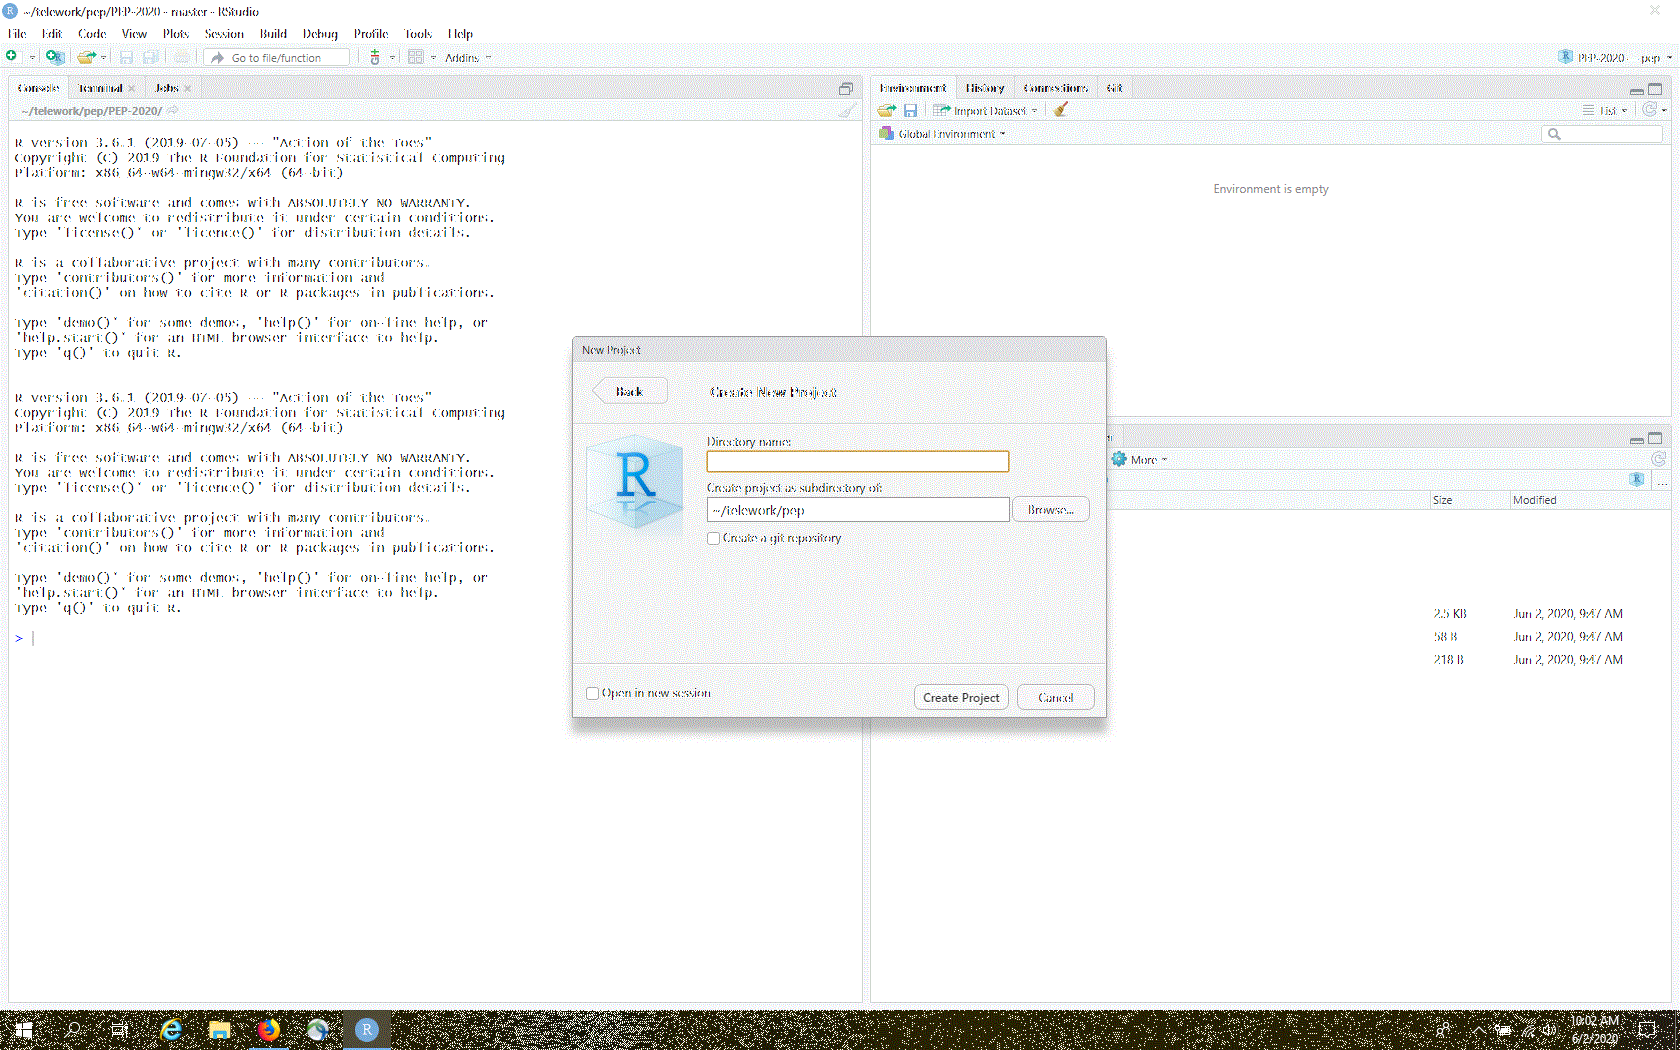 ~/telework/pep/PEP-2020 - master - RStudio
File Edit Code View Plots Session Build Debug Profile Tools Help
Go to file/function Addins PEP-2020 - pep
Console Terminal Jobs
~/telework/pep/PEP-2020/
R version 3.6.1 (2019-07-05) -- "Action of the Toes"
Copyright (C) 2019 The R Foundation for Statistical Computing
Platform: x86_64-w64-mingw32/x64 (64-bit)
R is free software and comes with ABSOLUTELY NO WARRANTY.
You are welcome to redistribute it under certain conditions.
Type 'license()' or 'licence()' for distribution details.
R is a collaborative project with many contributors.
Type 'contributors()' for more information and
'citation()' on how to cite R or R packages in publications.
Type 'demo()' for some demos, 'help()' for on-line help, or
'help.start()' for an HTML browser interface to help.
Type 'q()' to quit R.
R version 3.6.1 (2019-07-05) -- "Action of the Toes"
Copyright (C) 2019 The R Foundation for Statistical Computing
Platform: x86_64-w64-mingw32/x64 (64-bit)
R is free software and comes with ABSOLUTELY NO WARRANTY.
You are welcome to redistribute it under certain conditions.
Type 'license()' or 'licence()' for distribution details.
R is a collaborative project with many contributors.
Type 'contributors()' for more information and
'citation()' on how to cite R or R packages in publications.
Type 'demo()' for some demos, 'help()' for on-line help, or
'help.start()' for an HTML browser interface to help.
Type 'q()' to quit R.
>
Environment History Connections Git
Import Dataset List
Global Environment
Environment is empty
New Project
Back Create New Project
R
Directory name:
Create project as subdirectory of:
~/telework/pep Browse...
Create a git repository
Open in new session Create Project Cancel
More
...
Size Modified
2.5 KB Jun 2, 2020, 9:47 AM
58 B Jun 2, 2020, 9:47 AM
218 B Jun 2, 2020, 9:47 AM
10:02 AM
6/2/2020